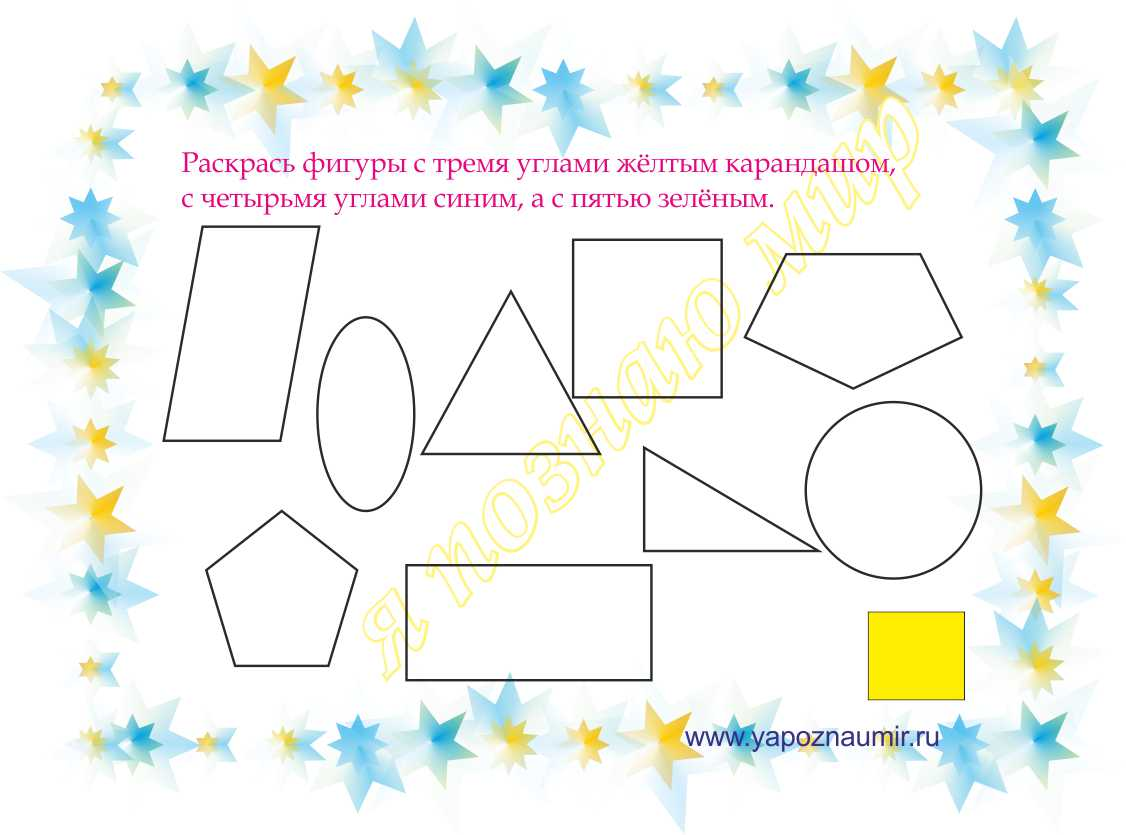 Раскрась фигуры с тремя углами жёлтым карандашом,
с четырьмя углами синим, а с пятью зелёным.
я познаю мир
www.yapoznaumir.ru